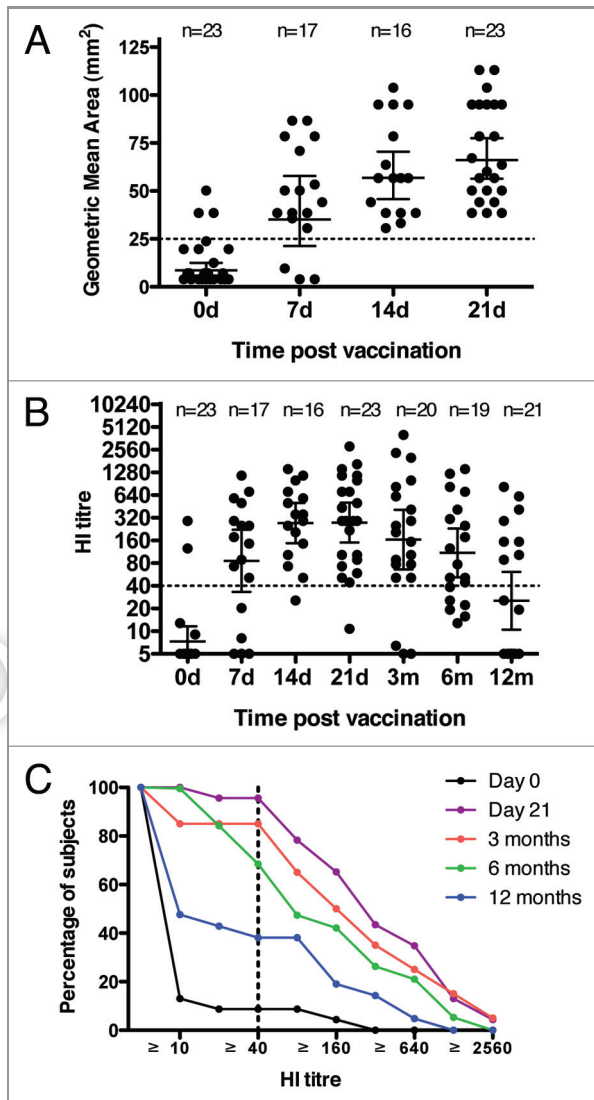 A
n=23 n=17 n=16 n=23
Geometric Mean Area (mm²)
125
100
75
50
25
0
0d 7d 14d 21d
Time post vaccination
B
n=23 n=17 n=16 n=23 n=20 n=19 n=21
HI titre
10240
5120
2560
1280
640
320
160
80
40
20
10
5
0d 7d 14d 21d 3m 6m 12m
Time post vaccination
C
Percentage of subjects
100
80
60
40
20
0
≥ 10 ≥ 40 ≥ 160 ≥ 640 ≥ 2560
HI titre
Day 0
Day 21
3 months
6 months
12 months